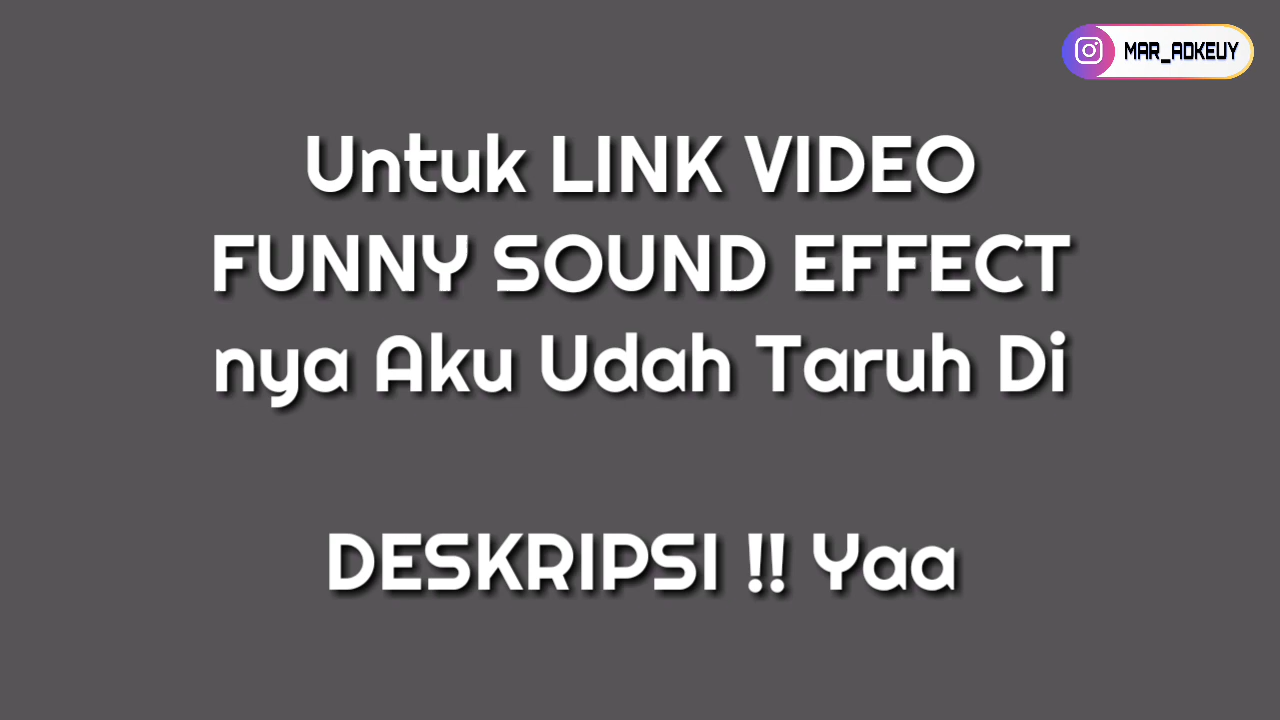 MAR_ADKEUY
Untuk LINK VIDEO
FUNNY SOUND EFFECT
nya Aku Udah Taruh Di
DESKRIPSI !! Yaa